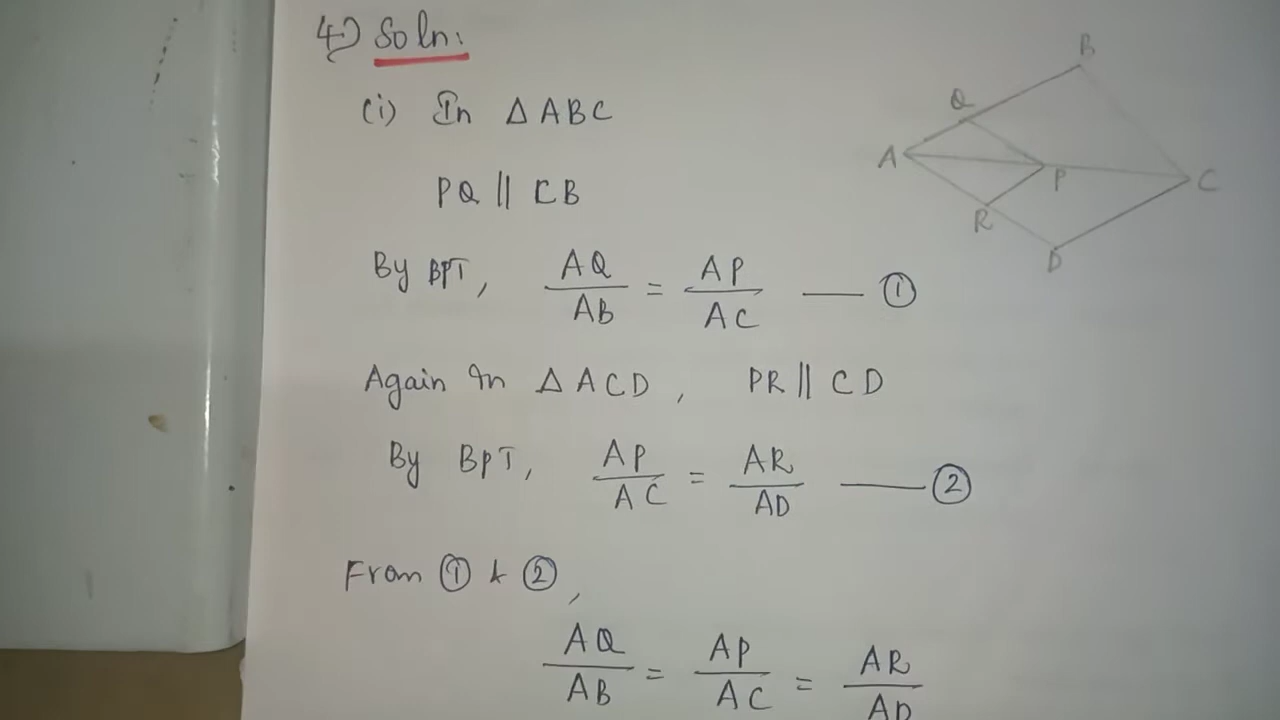 4) Soln:
(i) In △ABC
PQ || CB
By BPT, AQ/AB = AP/AC —— ①
Again In △ACD, PR || CD
By BPT, AP/AC = AR/AD —— ②
From ① & ②,
AQ/AB = AP/AC = AR/AD
B
Q
A
P
C
R
D